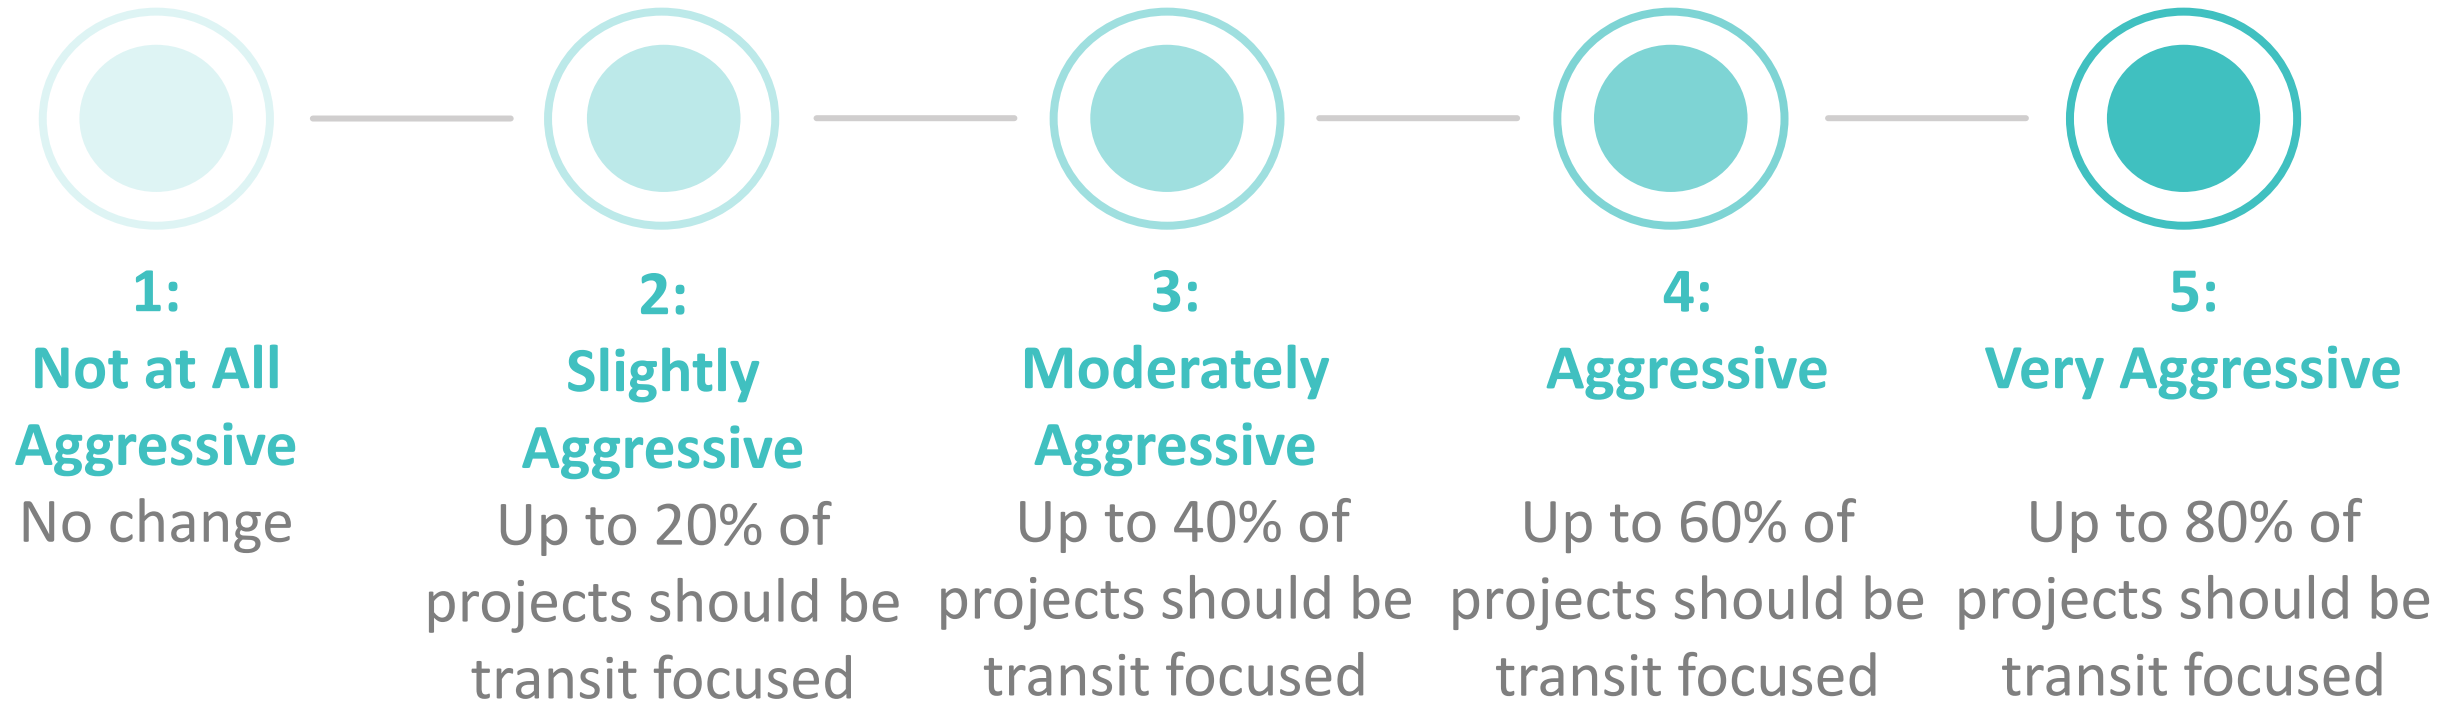 1:
Not at All
Aggressive
No change
2:
Slightly
Aggressive
Up to 20% of
projects should be
transit focused
3:
Moderately
Aggressive
Up to 40% of
projects should be
transit focused
4:
Aggressive
Up to 60% of
projects should be
transit focused
5:
Very Aggressive
Up to 80% of
projects should be
transit focused